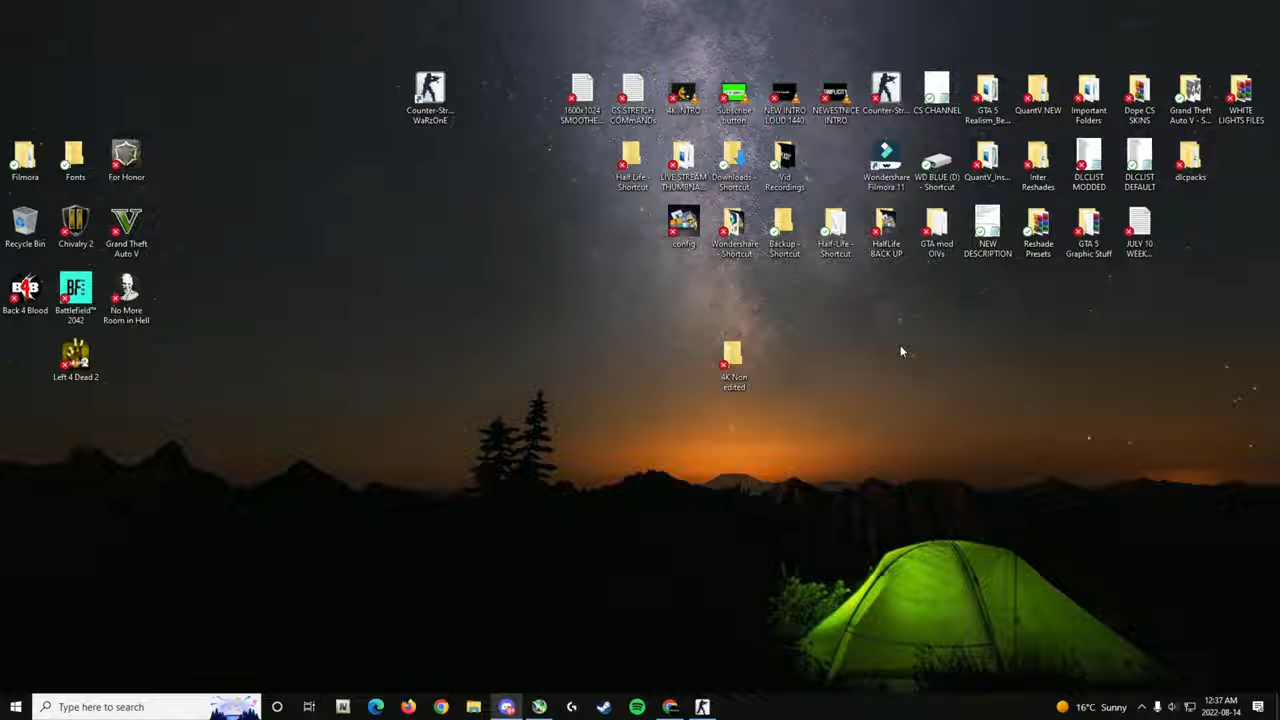 Counter-Str...
WaRzOnE
1600x1024
SMOOTHE...
CS STRETCH
COMmANDs
4K INTRO
Subscribe
button
NEW INTRO
LOUD 1440
NEWESTNICE
INTRO
Counter-Str...
CS CHANNEL
GTA 5
Realism_Be...
QuantV.NEW
Important
Folders
Dope CS
SKINS
Grand Theft
Auto V - S...
WHITE
LIGHTS FILES
Filmora
Fonts
For Honor
Half Life -
Shortcut
LIVE STREAM
THUMBNA...
Downloads -
Shortcut
Vid
Recordings
Wondershare
Filmora 11
WD BLUE (D)
- Shortcut
QuantV_Ins...
Inter
Reshades
DLCLIST
MODDED
DLCLIST
DEFAULT
dlcpacks
Recycle Bin
Chivalry 2
Grand Theft
Auto V
config
Wondershare
- Shortcut
Backup -
Shortcut
Half-Life -
Shortcut
HalfLife
BACK UP
GTA mod
OIVs
NEW
DESCRIPTION
Reshade
Presets
GTA 5
Graphic Stuff
JULY 10
WEEK...
Back 4 Blood
Battlefield™
2042
No More
Room in Hell
Left 4 Dead 2
4K Non
edited
Type here to search
16°C Sunny
12:37 AM
2022-08-14